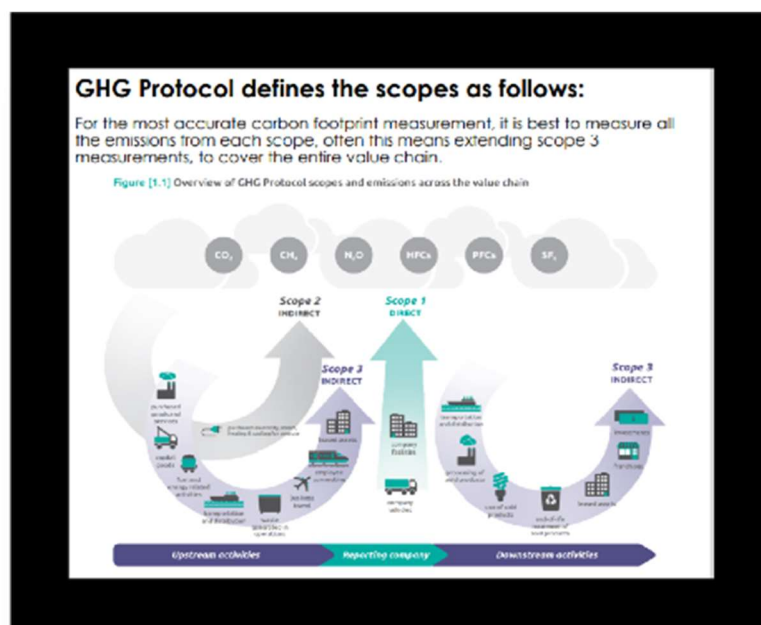 GHG Protocol defines the scopes as follows:
For the most accurate carbon footprint measurement, it is best to measure all
the emissions from each scope, often this means extending scope 3
measurements, to cover the entire value chain.
Figure [1.1] Overview of GHG Protocol scopes and emissions across the value chain
CO₂ CH₄ N₂O HFCs PFCs SF₆
Scope 2
INDIRECT
Scope 1
DIRECT
Scope 3
INDIRECT
Scope 3
INDIRECT
purchased
goods and
services
capital
goods
fuel and
energy related
activities
transportation
and distribution
waste
generated in
operations
business
travel
employee
commuting
leased assets
company
facilities
company
vehicles
transportation
and distribution
processing of
sold products
use of sold
products
end-of-life
treatment of
sold products
leased assets
franchises
investments
Upstream activities
Reporting company
Downstream activities